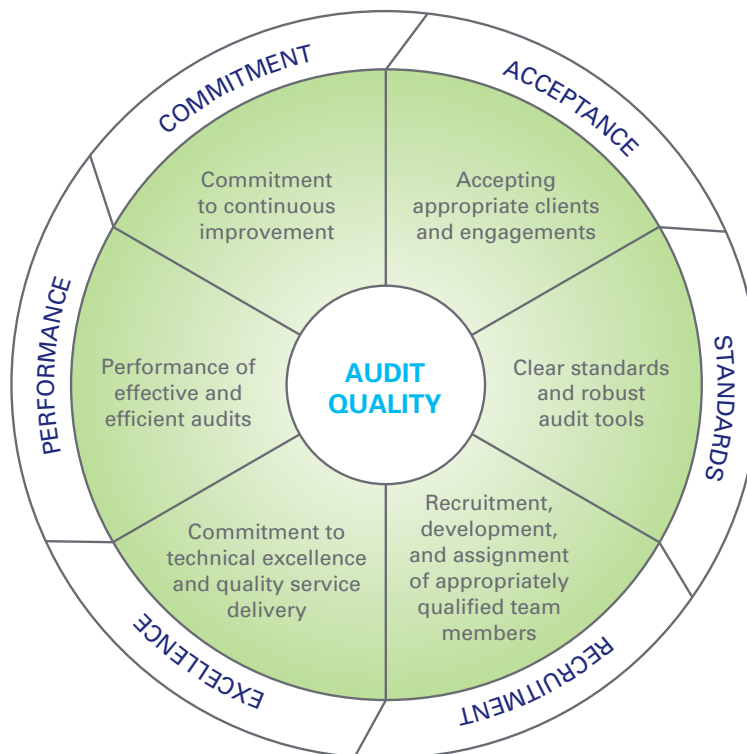 COMMITMENT
ACCEPTANCE
STANDARDS
RECRUITMENT
EXCELLENCE
PERFORMANCE
Commitment
to continuous
improvement
Accepting
appropriate clients
and engagements
Clear standards
and robust
audit tools
Recruitment,
development,
and assignment
of appropriately
qualified team
members
Commitment to
technical excellence
and quality service
delivery
Performance of
effective and
efficient audits
AUDIT
QUALITY